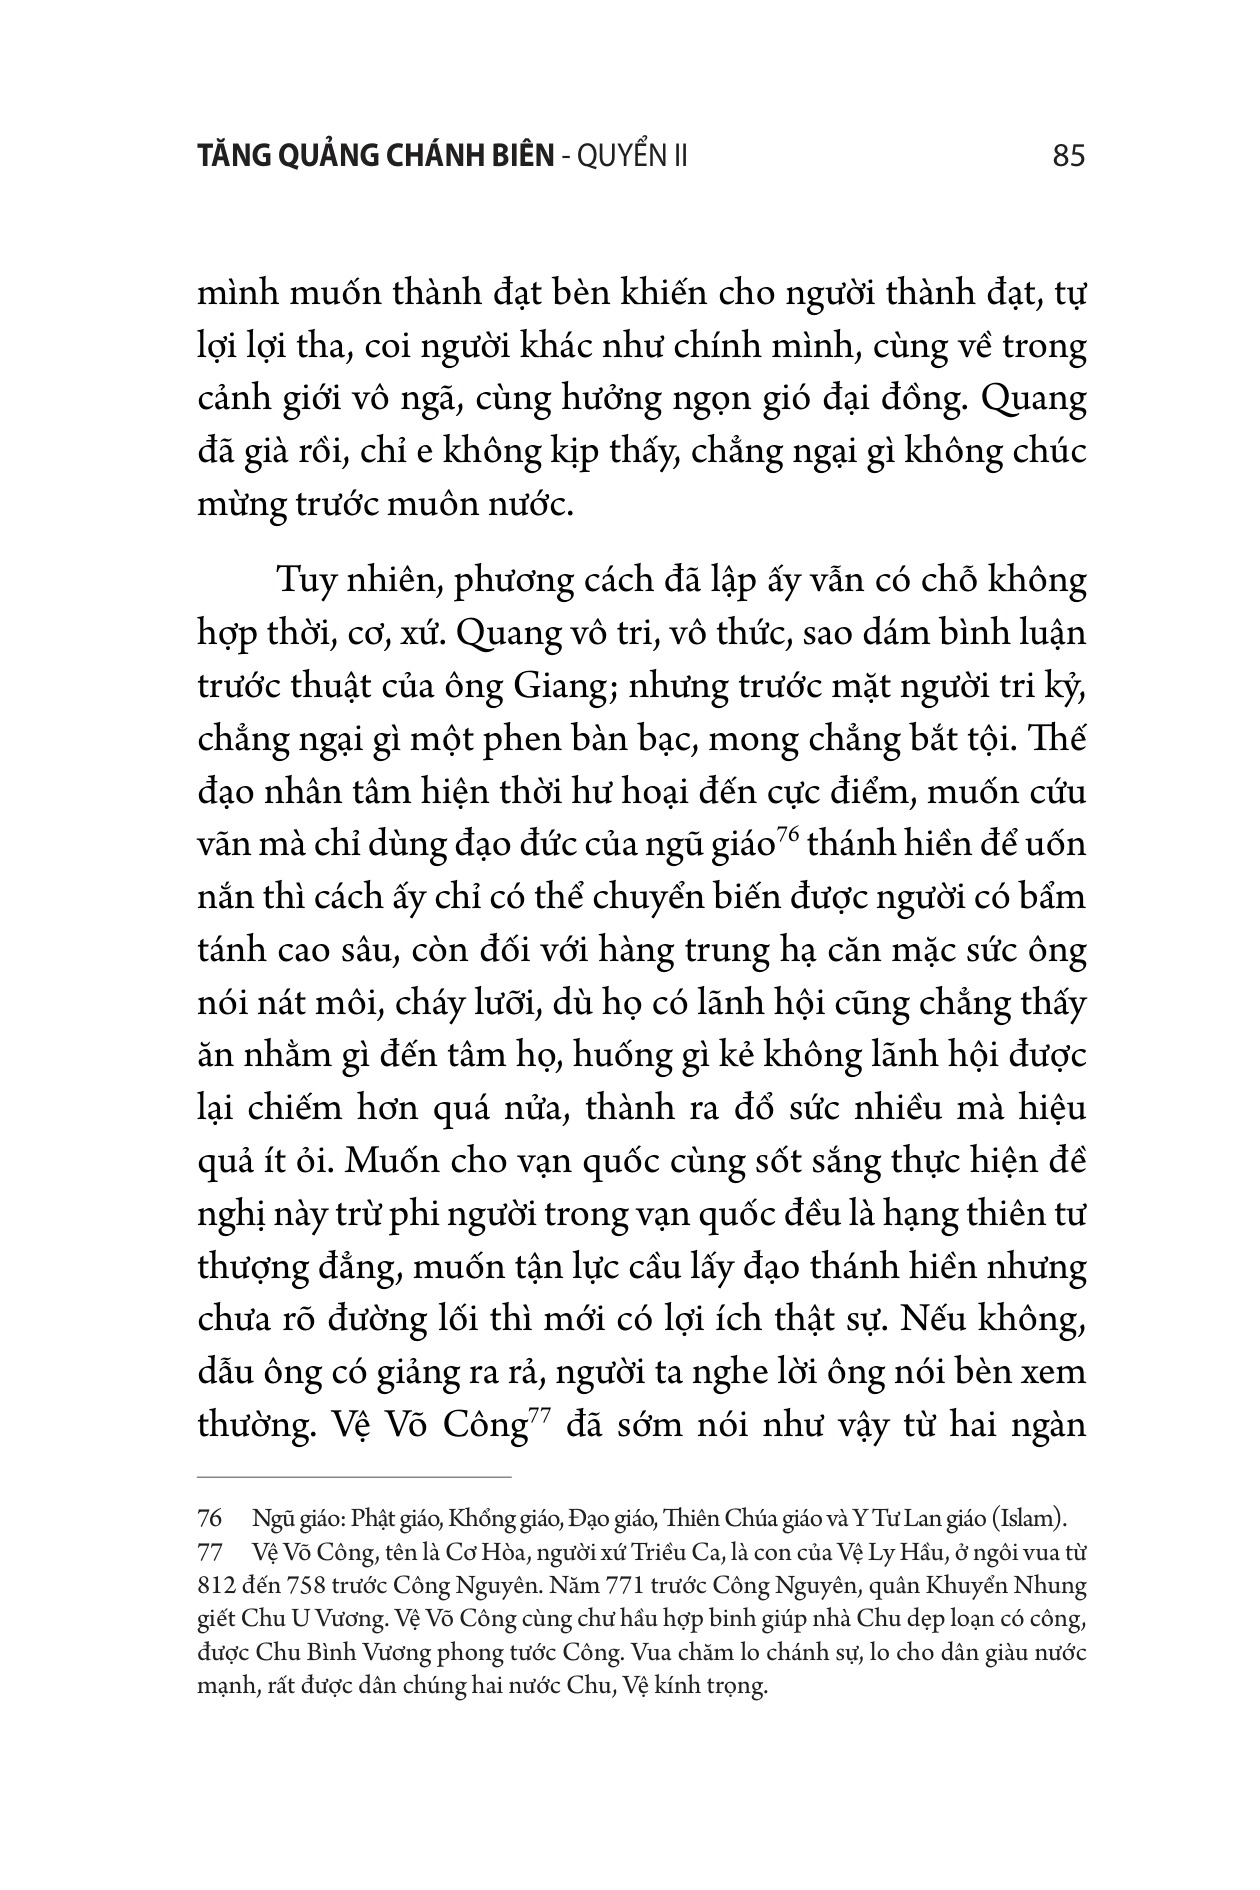 TĂNG QUẢNG CHÁNH BIÊN - QUYỂN II 85
mình muốn thành đạt bèn khiến cho người thành đạt, tự
lợi lợi tha, coi người khác như chính mình, cùng về trong
cảnh giới vô ngã, cùng hưởng ngọn gió đại đồng. Quang
đã già rồi, chỉ e không kịp thấy, chẳng ngại gì không chúc
mừng trước muôn nước.
Tuy nhiên, phương cách đã lập ấy vẫn có chỗ không
hợp thời, cơ, xứ. Quang vô tri, vô thức, sao dám bình luận
trước thuật của ông Giang; nhưng trước mặt người tri kỷ,
chẳng ngại gì một phen bàn bạc, mong chẳng bắt tội. Thế
đạo nhân tâm hiện thời hư hoại đến cực điểm, muốn cứu
vãn mà chỉ dùng đạo đức của ngũ giáo76 thánh hiền để uốn
nắn thì cách ấy chỉ có thể chuyển biến được người có bẩm
tánh cao sâu, còn đối với hàng trung hạ căn mặc sức ông
nói nát môi, cháy lưỡi, dù họ có lãnh hội cũng chẳng thấy
ăn nhằm gì đến tâm họ, huống gì kẻ không lãnh hội được
lại chiếm hơn quá nửa, thành ra đổ sức nhiều mà hiệu
quả ít ỏi. Muốn cho vạn quốc cùng sốt sắng thực hiện đề
nghị này trừ phi người trong vạn quốc đều là hạng thiên tư
thượng đẳng, muốn tận lực cầu lấy đạo thánh hiền nhưng
chưa rõ đường lối thì mới có lợi ích thật sự. Nếu không,
dẫu ông có giảng ra rả, người ta nghe lời ông nói bèn xem
thường. Vệ Võ Công77 đã sớm nói như vậy từ hai ngàn
76 Ngũ giáo: Phật giáo, Khổng giáo, Đạo giáo, Thiên Chúa giáo và Y Tư Lan giáo (Islam).
77 Vệ Võ Công, tên là Cơ Hòa, người xứ Triều Ca, là con của Vệ Ly Hầu, ở ngôi vua từ
812 đến 758 trước Công Nguyên. Năm 771 trước Công Nguyên, quân Khuyển Nhung
giết Chu U Vương. Vệ Võ Công cùng chư hầu hợp binh giúp nhà Chu dẹp loạn có công,
được Chu Bình Vương phong tước Công. Vua chăm lo chánh sự, lo cho dân giàu nước
mạnh, rất được dân chúng hai nước Chu, Vệ kính trọng.